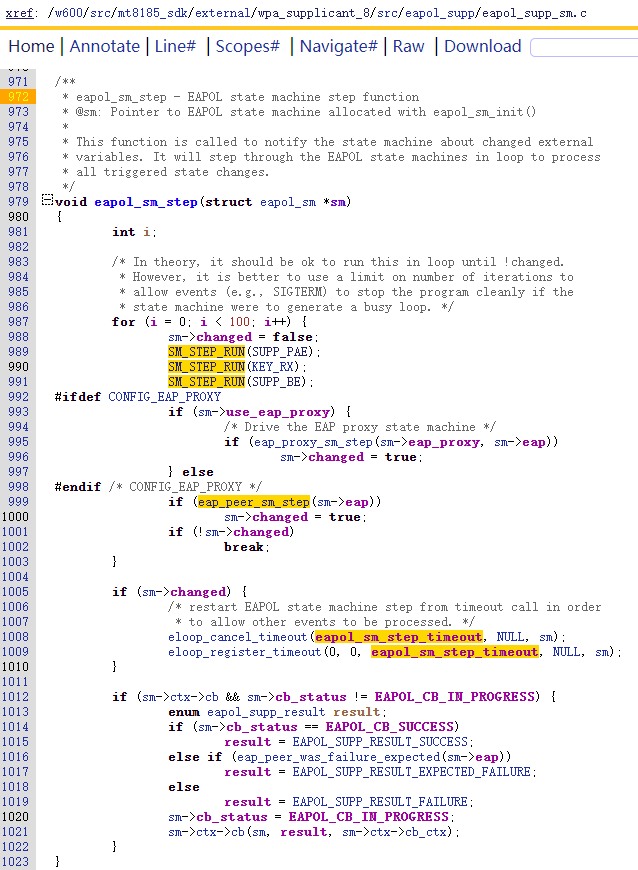 xref: /w600/src/mt8185_sdk/external/wpa_supplicant_8/src/eapol_supp/eapol_supp_sm.c
Home | Annotate | Line# | Scopes# | Navigate# | Raw | Download
971 /**
972  * eapol_sm_step - EAPOL state machine step function
973  * @sm: Pointer to EAPOL state machine allocated with eapol_sm_init()
974  *
975  * This function is called to notify the state machine about changed external
976  * variables. It will step through the EAPOL state machines in loop to process
977  * all triggered state changes.
978  */
979 void eapol_sm_step(struct eapol_sm *sm)
980 {
981         int i;
982
983         /* In theory, it should be ok to run this in loop until !changed.
984          * However, it is better to use a limit on number of iterations to
985          * allow events (e.g., SIGTERM) to stop the program cleanly if the
986          * state machine were to generate a busy loop. */
987         for (i = 0; i < 100; i++) {
988                 sm->changed = false;
989                 SM_STEP_RUN(SUPP_PAE);
990                 SM_STEP_RUN(KEY_RX);
991                 SM_STEP_RUN(SUPP_BE);
992 #ifdef CONFIG_EAP_PROXY
993                 if (sm->use_eap_proxy) {
994                         /* Drive the EAP proxy state machine */
995                         if (eap_proxy_sm_step(sm->eap_proxy, sm->eap))
996                                 sm->changed = true;
997                 } else
998 #endif /* CONFIG_EAP_PROXY */
999                 if (eap_peer_sm_step(sm->eap))
1000                         sm->changed = true;
1001                 if (!sm->changed)
1002                         break;
1003         }
1004
1005         if (sm->changed) {
1006                 /* restart EAPOL state machine step from timeout call in order
1007                  * to allow other events to be processed. */
1008                 eloop_cancel_timeout(eapol_sm_step_timeout, NULL, sm);
1009                 eloop_register_timeout(0, 0, eapol_sm_step_timeout, NULL, sm);
1010         }
1011
1012         if (sm->ctx->cb && sm->cb_status != EAPOL_CB_IN_PROGRESS) {
1013                 enum eapol_supp_result result;
1014                 if (sm->cb_status == EAPOL_CB_SUCCESS)
1015                         result = EAPOL_SUPP_RESULT_SUCCESS;
1016                 else if (eap_peer_was_failure_expected(sm->eap))
1017                         result = EAPOL_SUPP_RESULT_EXPECTED_FAILURE;
1018                 else
1019                         result = EAPOL_SUPP_RESULT_FAILURE;
1020                 sm->cb_status = EAPOL_CB_IN_PROGRESS;
1021                 sm->ctx->cb(sm, result, sm->ctx->cb_ctx);
1022         }
1023 }